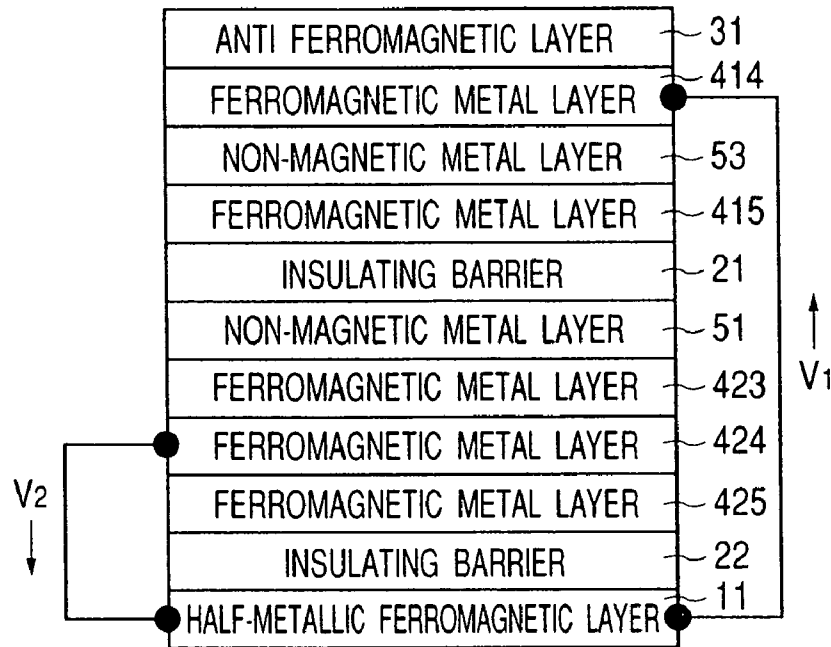 ANTI FERROMAGNETIC LAYER 31
414
FERROMAGNETIC METAL LAYER
NON-MAGNETIC METAL LAYER 53
FERROMAGNETIC METAL LAYER 415
INSULATING BARRIER 21
NON-MAGNETIC METAL LAYER 51
V1
FERROMAGNETIC METAL LAYER 423
FERROMAGNETIC METAL LAYER 424
V2
FERROMAGNETIC METAL LAYER 425
INSULATING BARRIER 22
11
HALF-METALLIC FERROMAGNETIC LAYER